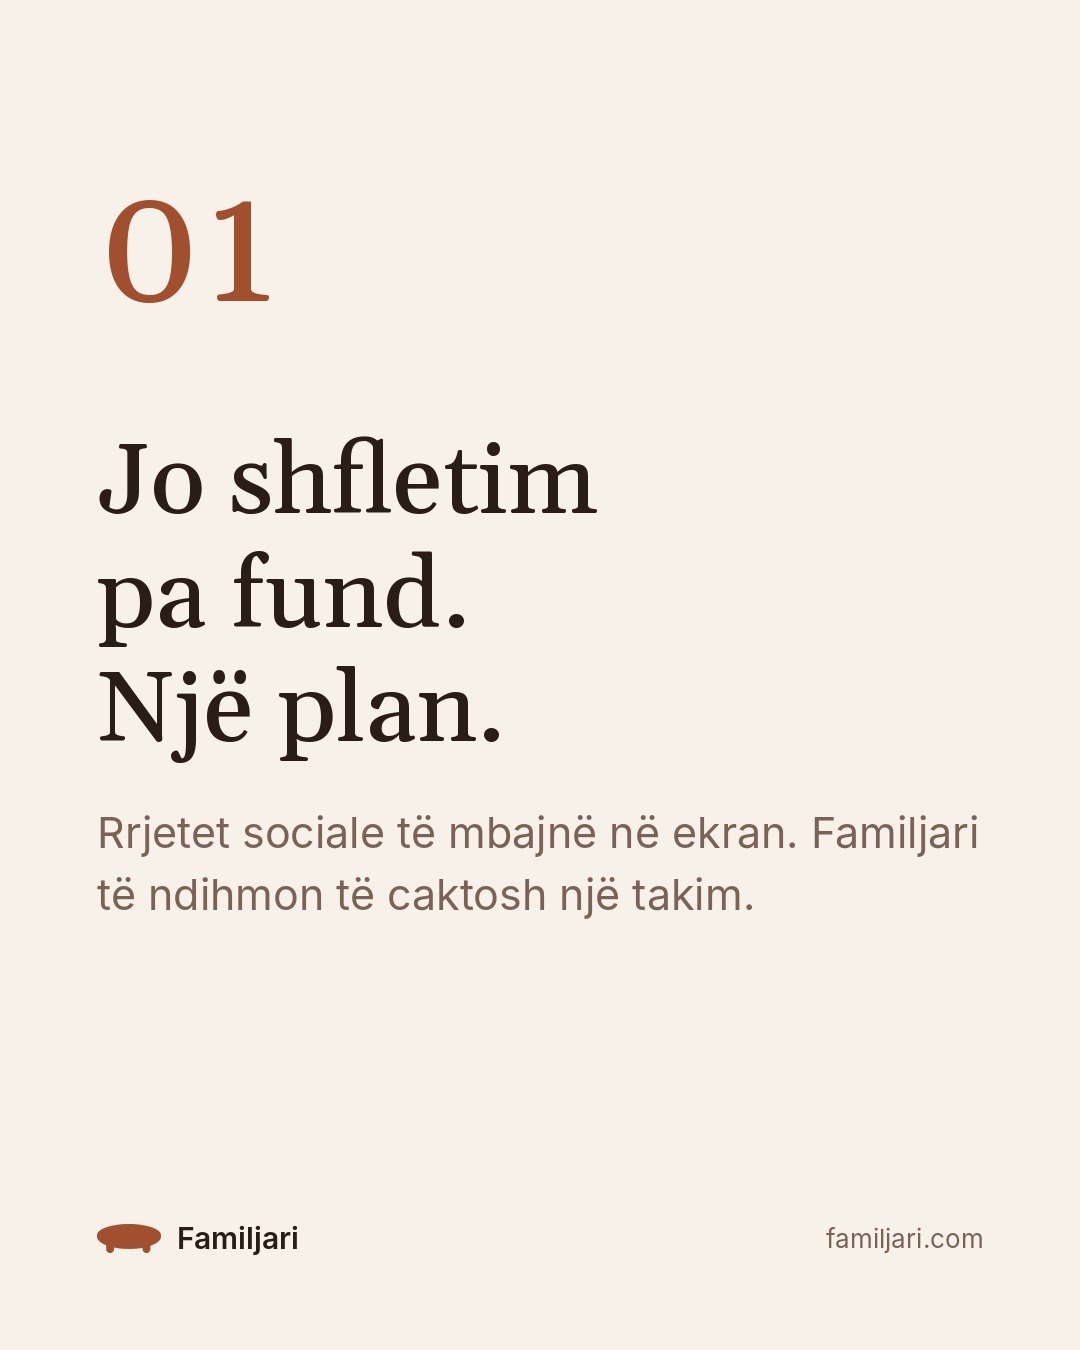 01
Jo shfletim
pa fund.
Një plan.
Rrjetet sociale të mbajnë në ekran. Familjari
të ndihmon të caktosh një takim.
Familjari
familjari.com